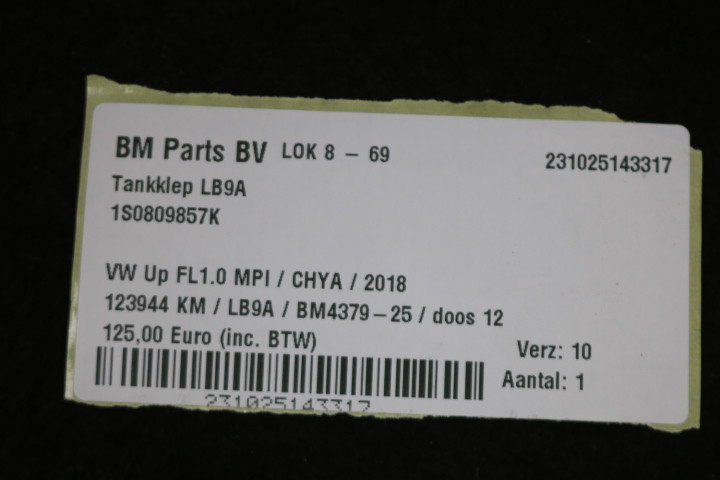 BM Parts BV LOK 8 - 69
231025143317
Tankklep LB9A
1S0809857K
VW Up FL1.0 MPI / CHYA / 2018
123944 KM / LB9A / BM4379-25 / doos 12
125,00 Euro (inc. BTW)
Verz: 10
Aantal: 1
231025143317